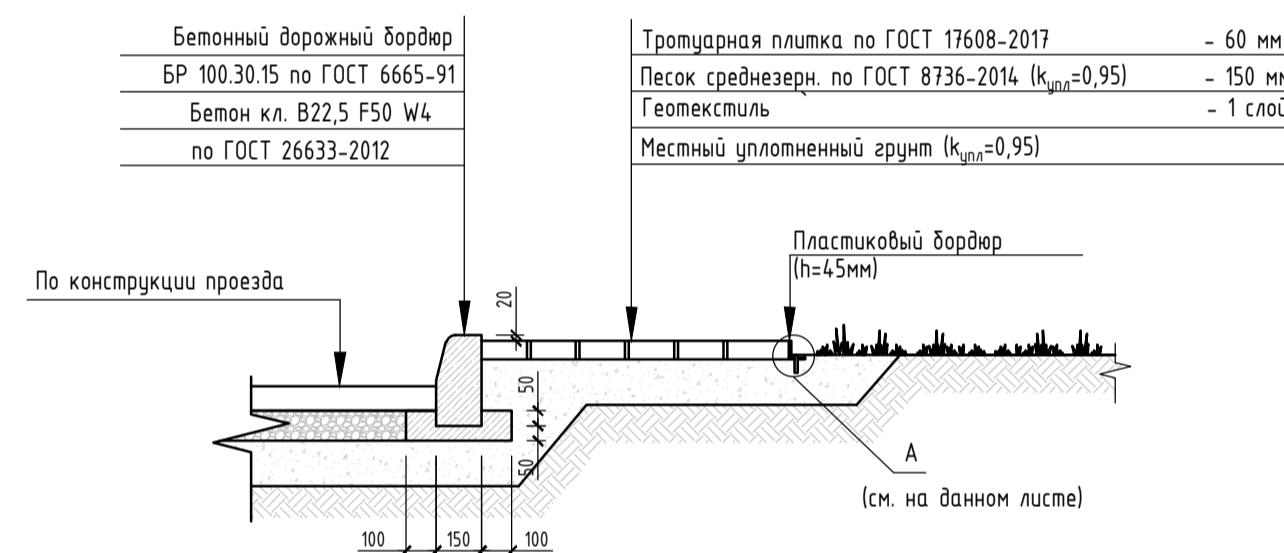 Бетонный дорожный бордюр
БР 100.30.15 по ГОСТ 6665-91
Бетон кл. В22,5 F50 W4
по ГОСТ 26633-2012
Тротуарная плитка по ГОСТ 17608-2017 - 60 мм
Песок среднезерн. по ГОСТ 8736-2014 (kупл=0,95) - 150 мм
Геотекстиль - 1 слой
Местный уплотненный грунт (kупл=0,95)
Пластиковый бордюр
(h=45мм)
По конструкции проезда
20
50
50
А
(см. на данном листе)
100 150 100